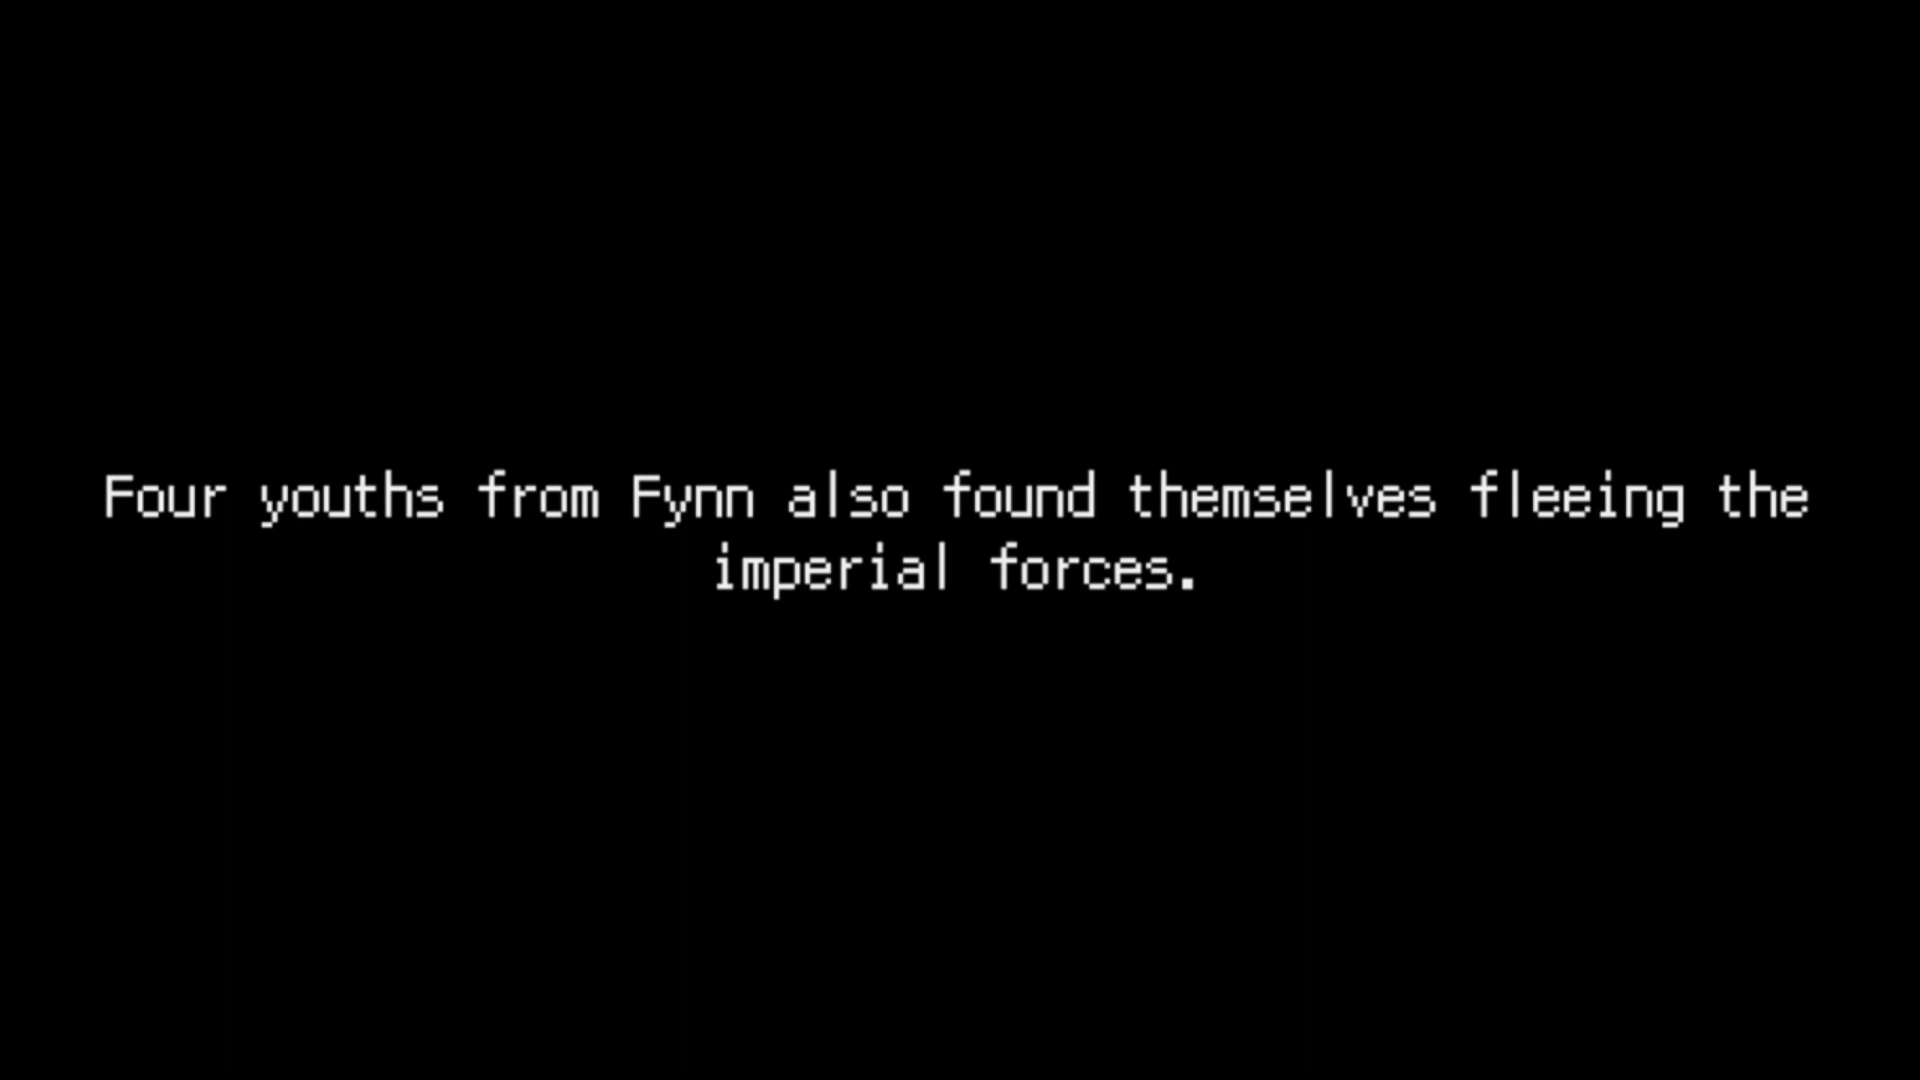 Four youths from Fynn also found themselves fleeing the
imperial forces.